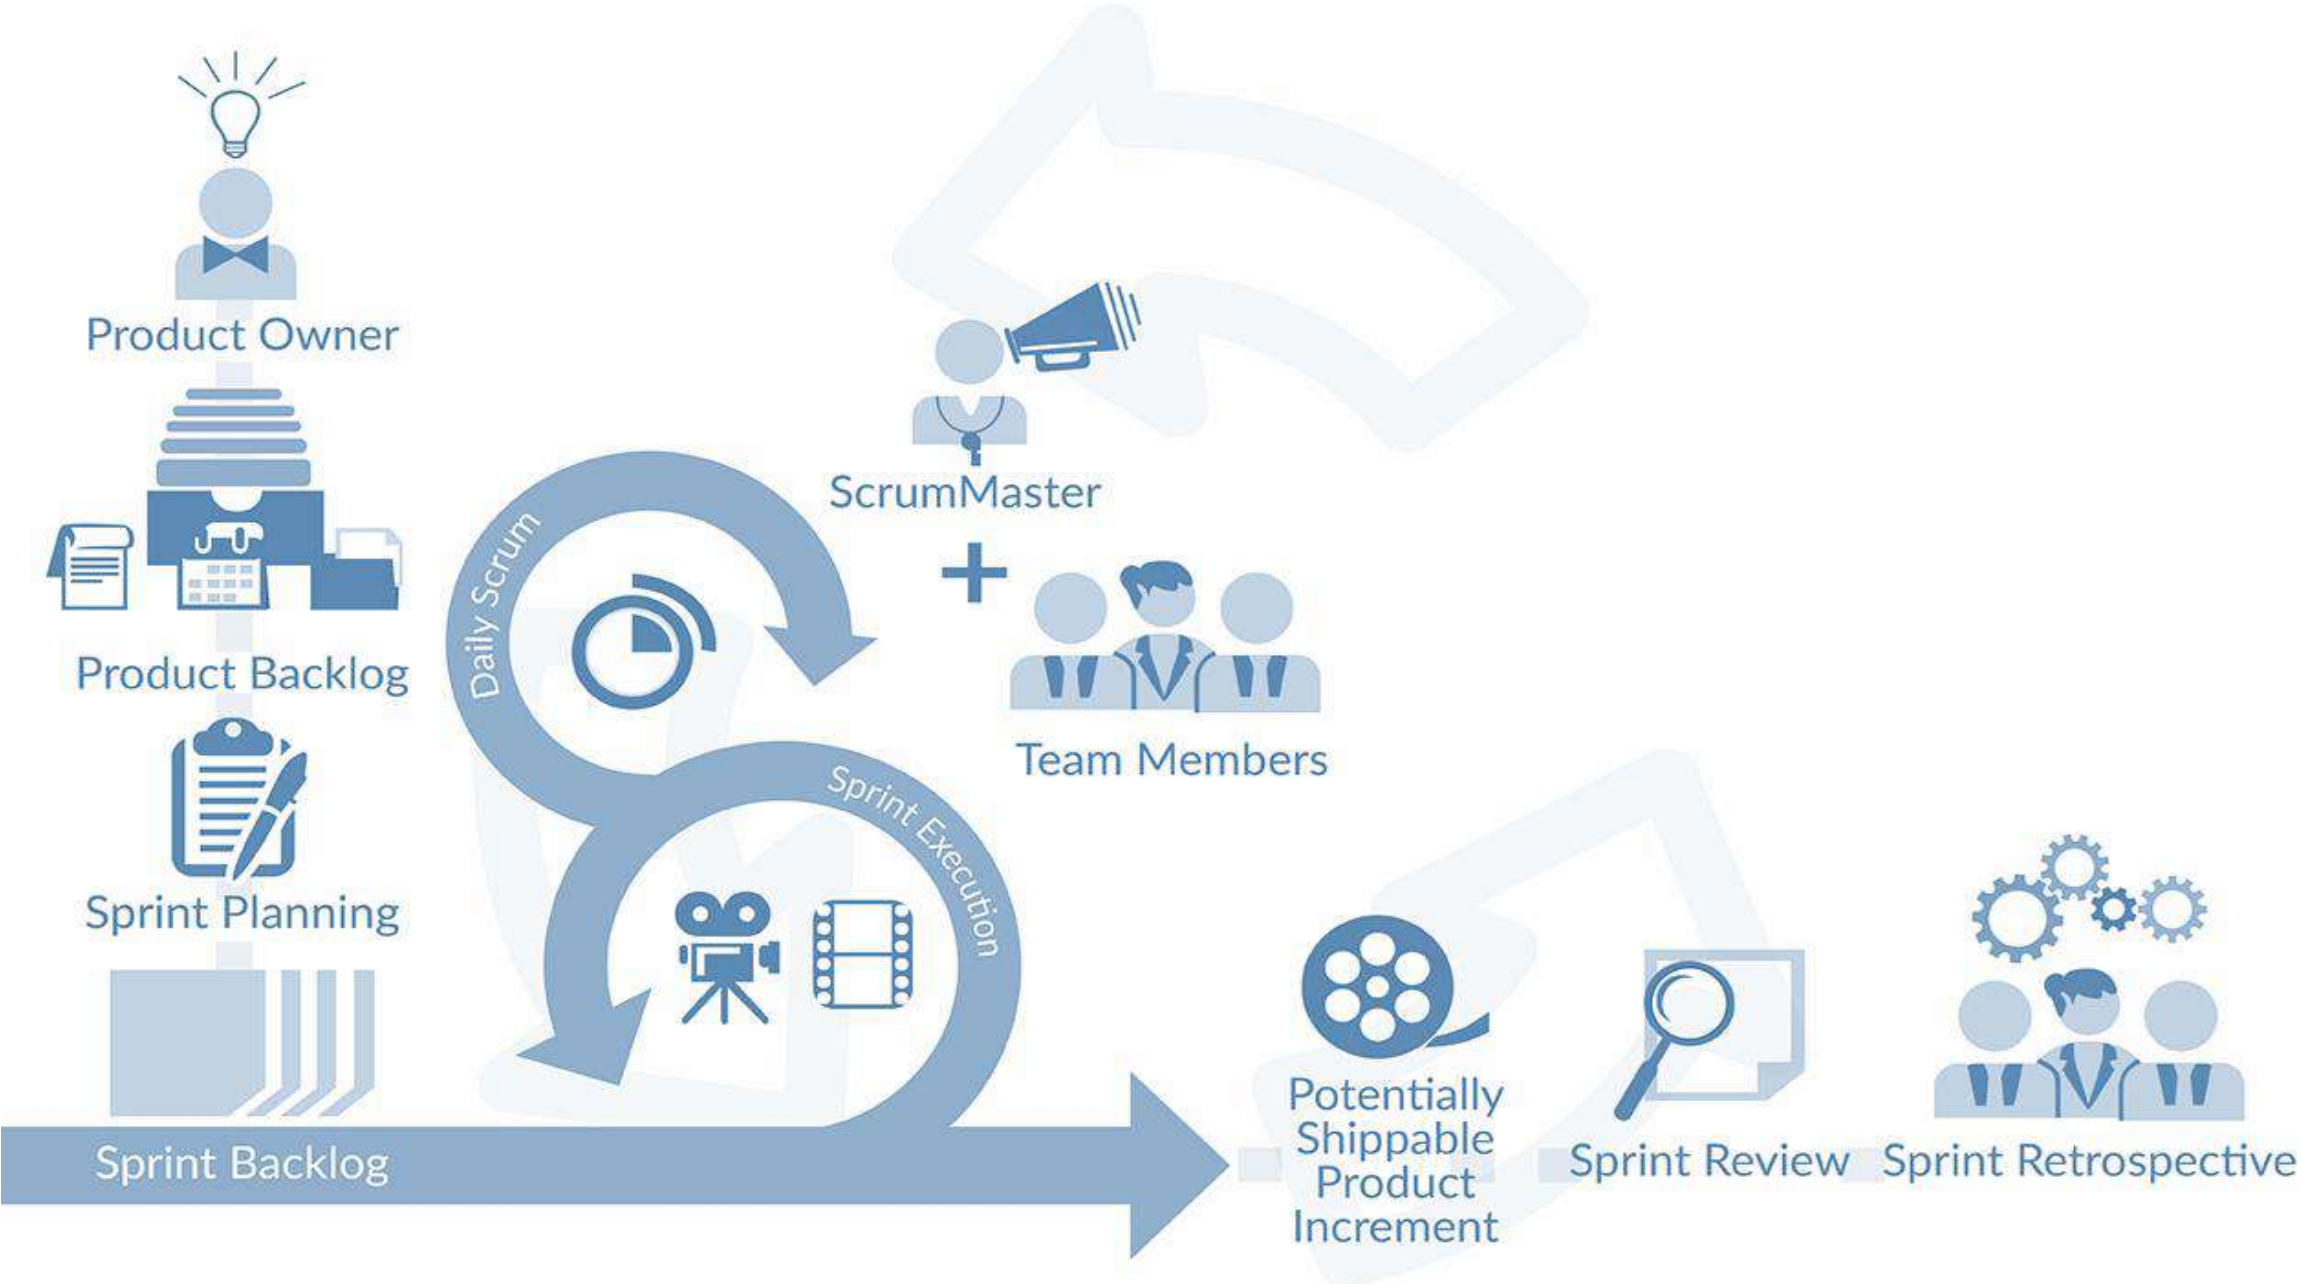 Product Owner
Product Backlog
Sprint Planning
Sprint Backlog
Daily Scrum
Sprint Execution
ScrumMaster
Team Members
Potentially
Shippable
Product
Increment
Sprint Review
Sprint Retrospective